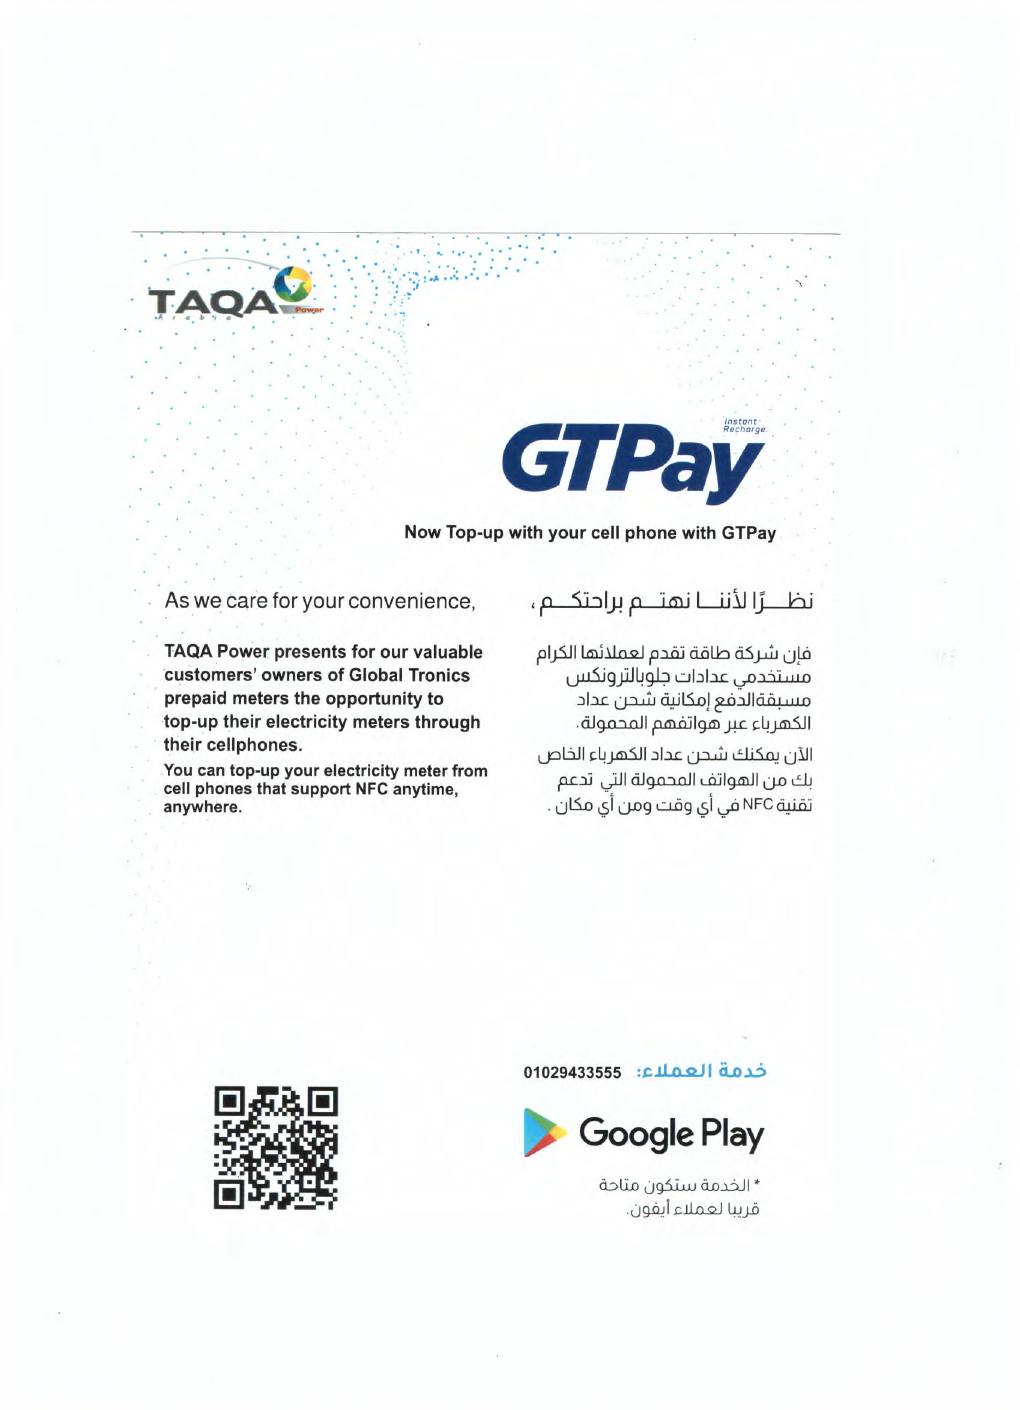 TAQA
Arabia
Power
Instant
Recharge
GTPay
Now Top-up with your cell phone with GTPay
As we care for your convenience,
TAQA Power presents for our valuable
customers' owners of Global Tronics
prepaid meters the opportunity to
top-up their electricity meters through
their cellphones.
You can top-up your electricity meter from
cell phones that support NFC anytime,
anywhere.
نظـــرًا لأننــا نهتــم براحتكــم،
فإن شركة طاقة تقدم لعملائها الكرام
مستخدمي عدادات جلوبالترونكس
مسبقةالدفع إمكانية شحن عداد
الكهرباء عبر هواتفهم المحمولة.
الآن يمكنك شحن عداد الكهرباء الخاص
بك من الهواتف المحمولة التي تدعم
تقنية NFC في أي وقت ومن أي مكان .
خدمة العملاء: 01029433555
Google Play
* الخدمة ستكون متاحة
قريبا لعملاء أيفون.